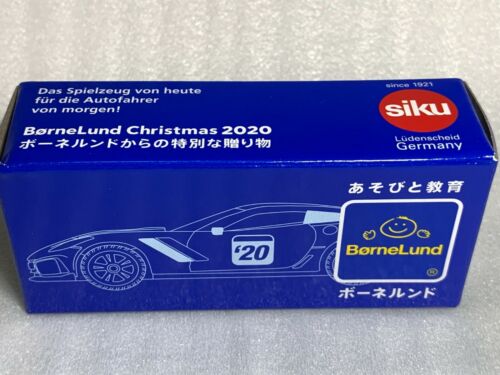 Das Spielzeug von heute
für die Autofahrer
von morgen!
BørneLund Christmas 2020
ボーネルンドからの特別な贈り物
since 1921
siku
Lüdenscheid
Germany
'20
あそびと教育
BørneLund
®
ボーネルンド